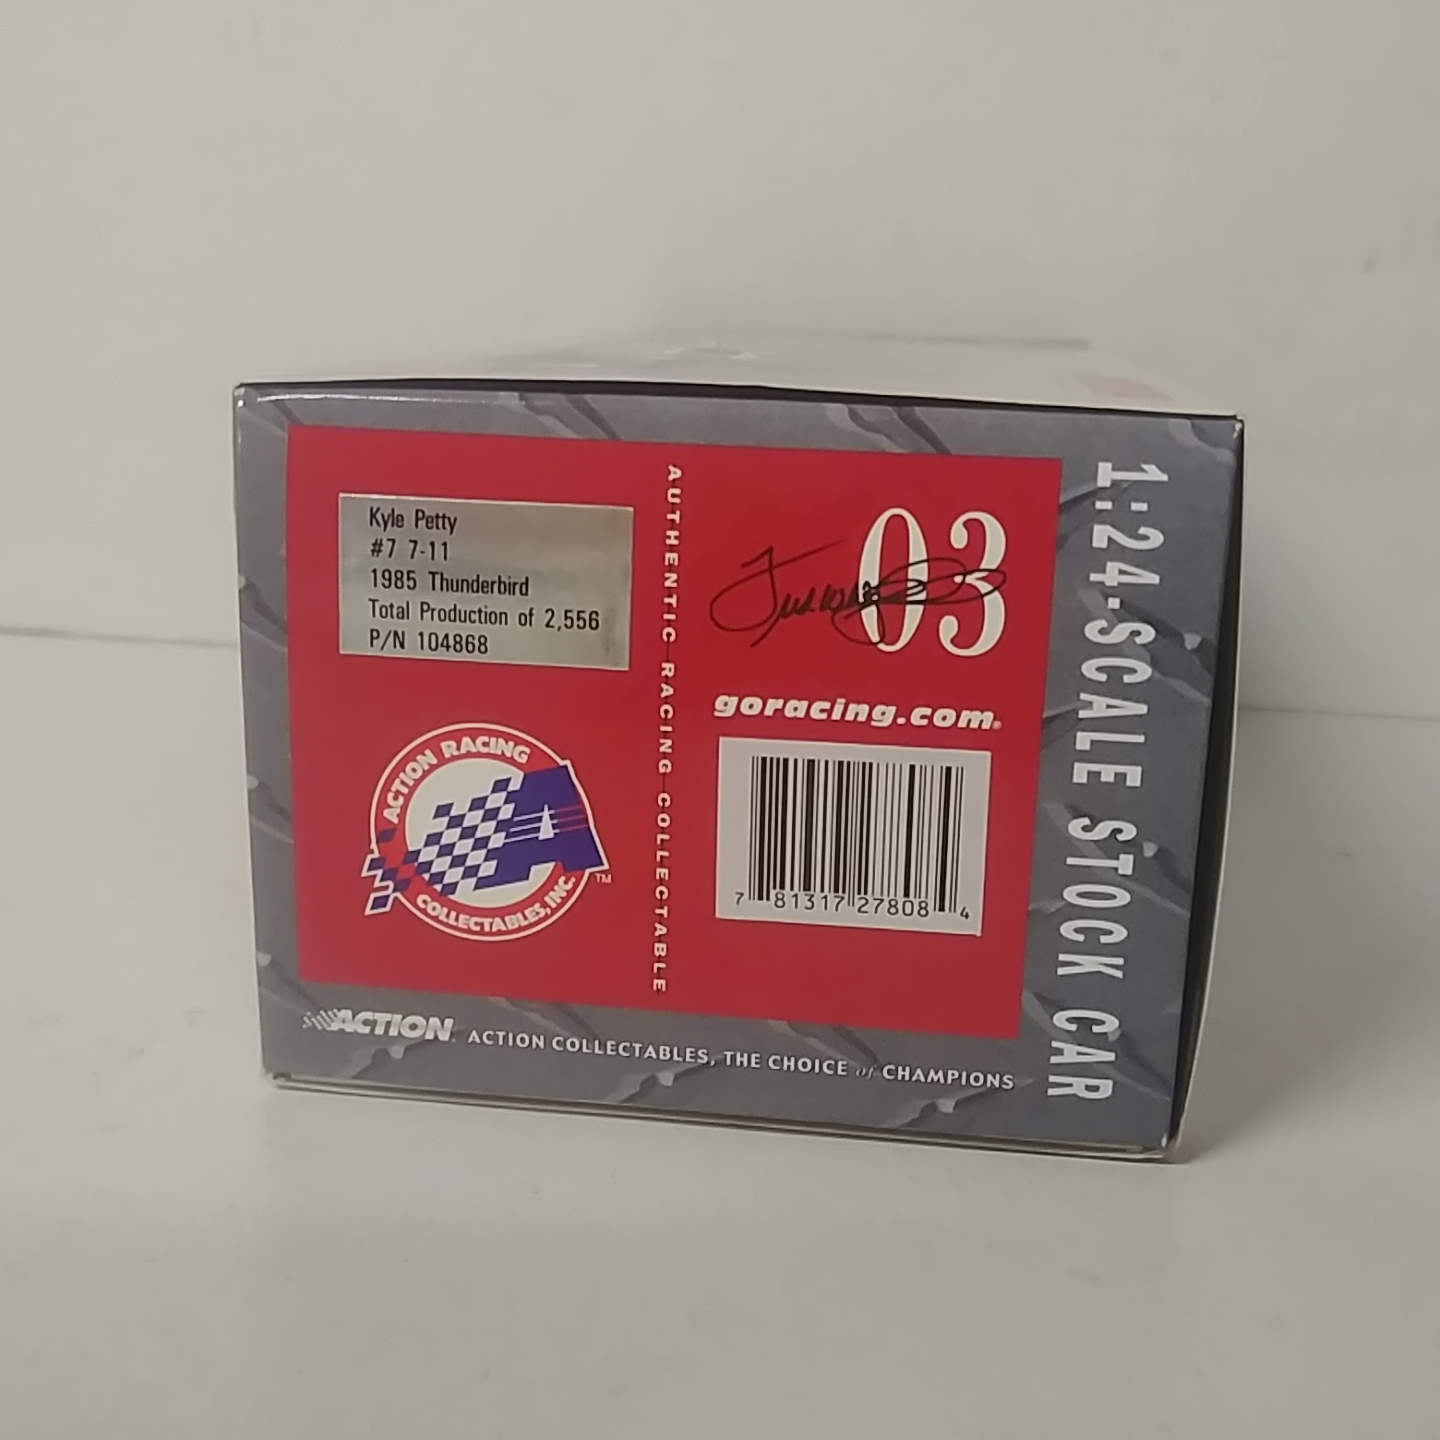 Kyle Petty
#7 7-11
1985 Thunderbird
Total Production of 2,556
P/N 104868
ACTION RACING
COLLECTABLES, INC.
TM
AUTHENTIC RACING COLLECTABLE
03
goracing.com®
7 81317 27808 4
1:24-SCALE STOCK CAR
ACTION
ACTION COLLECTABLES, THE CHOICE of CHAMPIONS